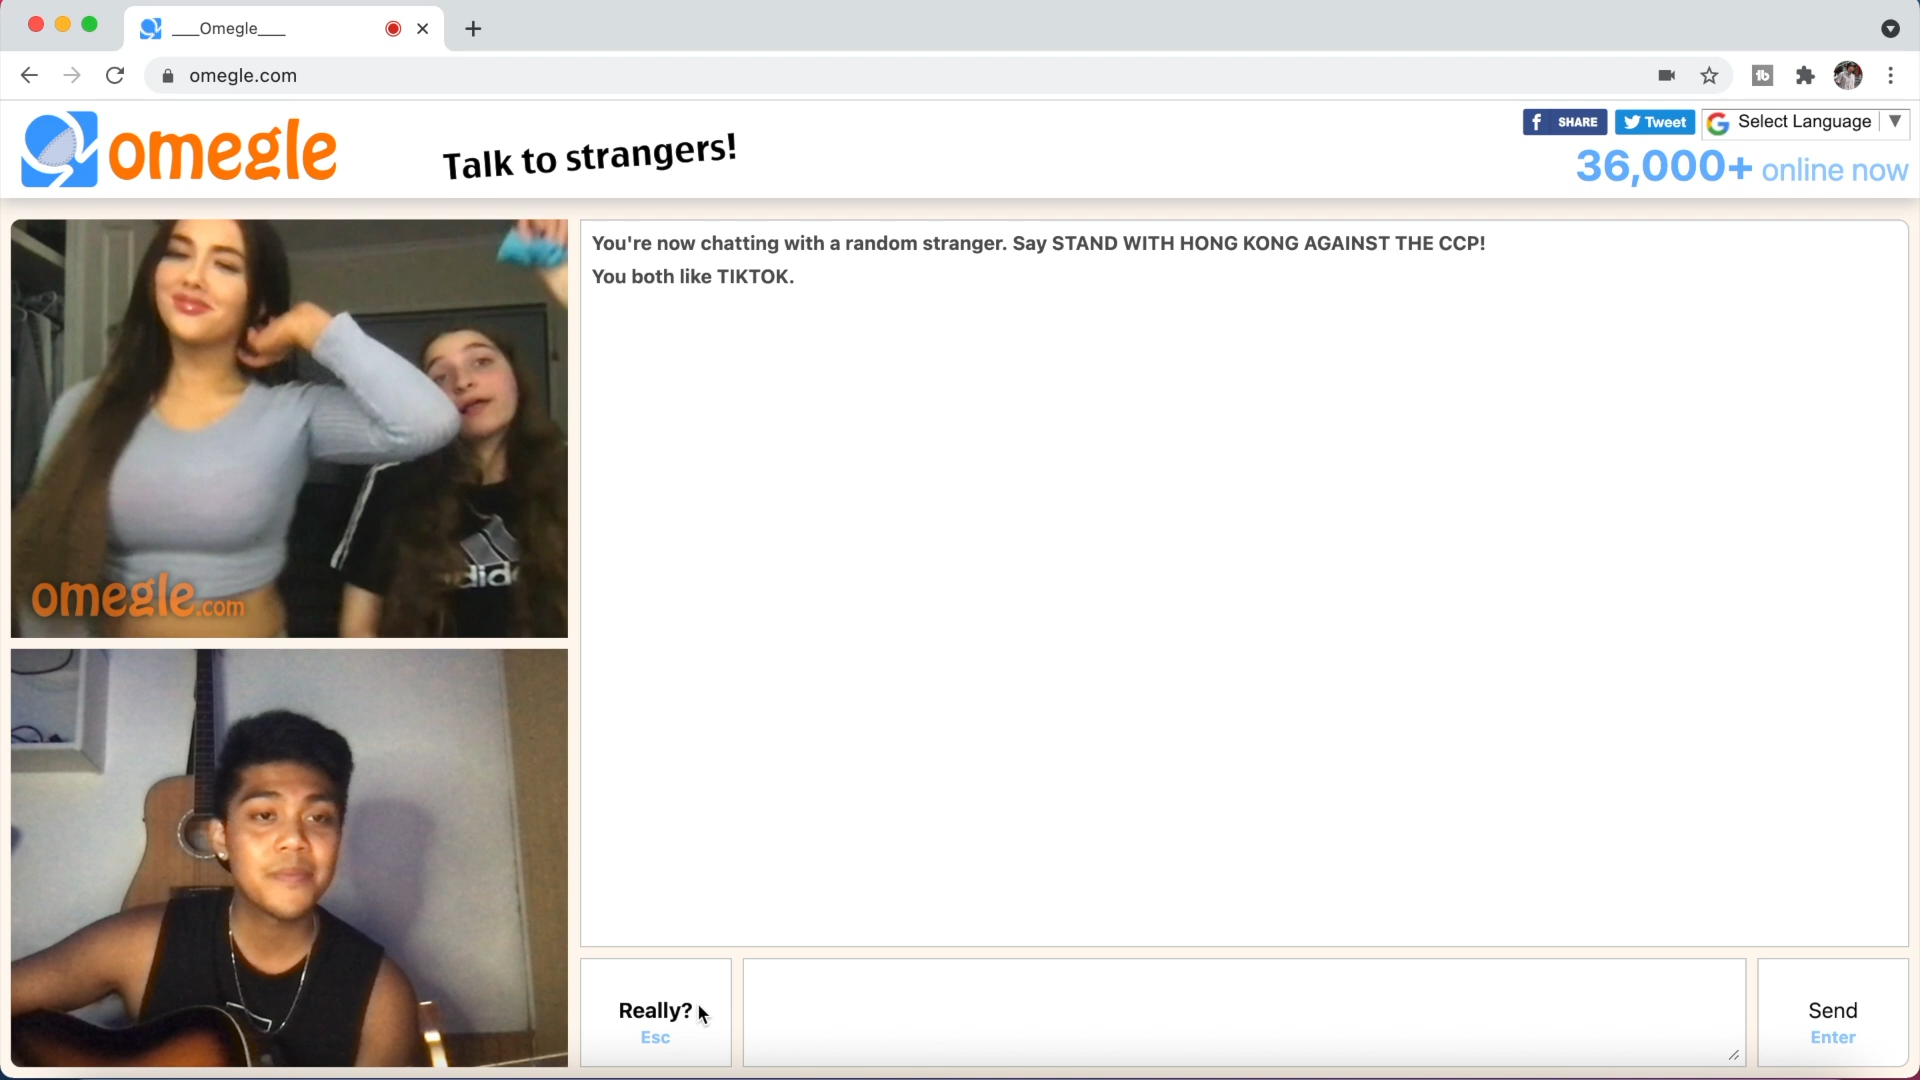 ___Omegle___
omegle.com
omegle
Talk to strangers!
f SHARE
Tweet
G Select Language ▼
36,000+ online now
You're now chatting with a random stranger. Say STAND WITH HONG KONG AGAINST THE CCP!
You both like TIKTOK.
omegle.com
Really?
Esc
Send
Enter